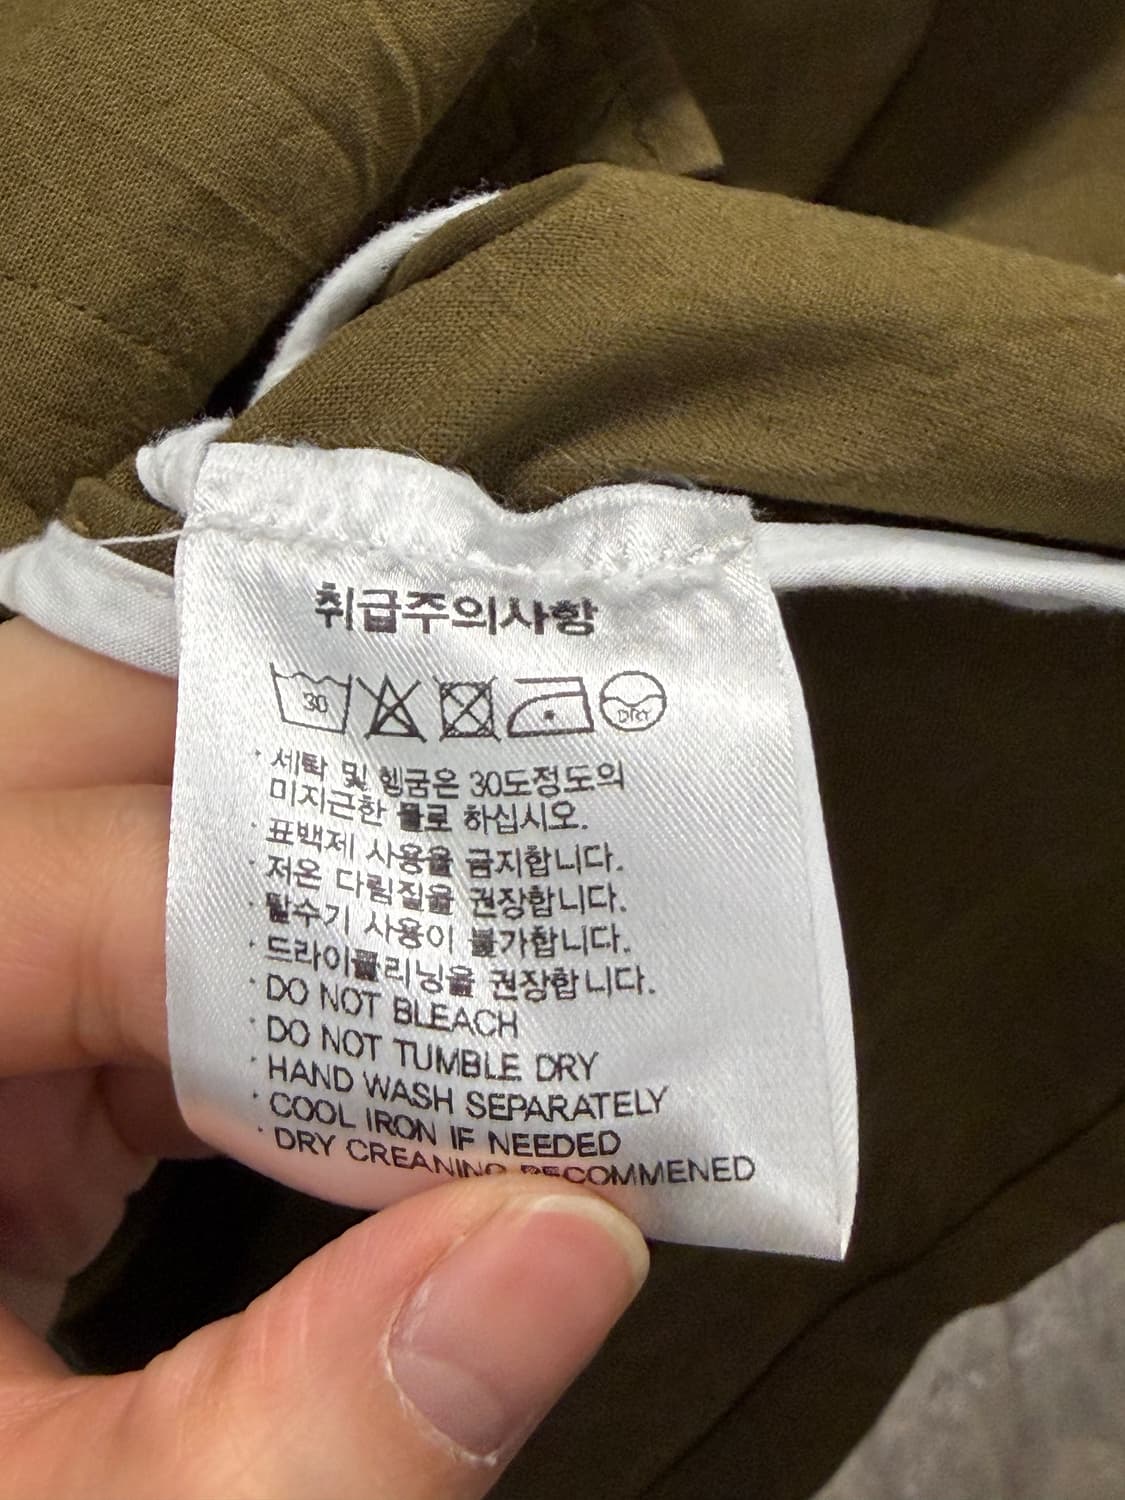 취급주의사항
30 DRY
· 세탁 및 헹굼은 30도정도의
미지근한 물로 하십시오.
· 표백제 사용을 금지합니다.
· 저온 다림질을 권장합니다.
· 탈수기 사용이 불가합니다.
· 드라이클리닝을 권장합니다.
· DO NOT BLEACH
· DO NOT TUMBLE DRY
· HAND WASH SEPARATELY
· COOL IRON IF NEEDED
· DRY CREANING RECOMMENED